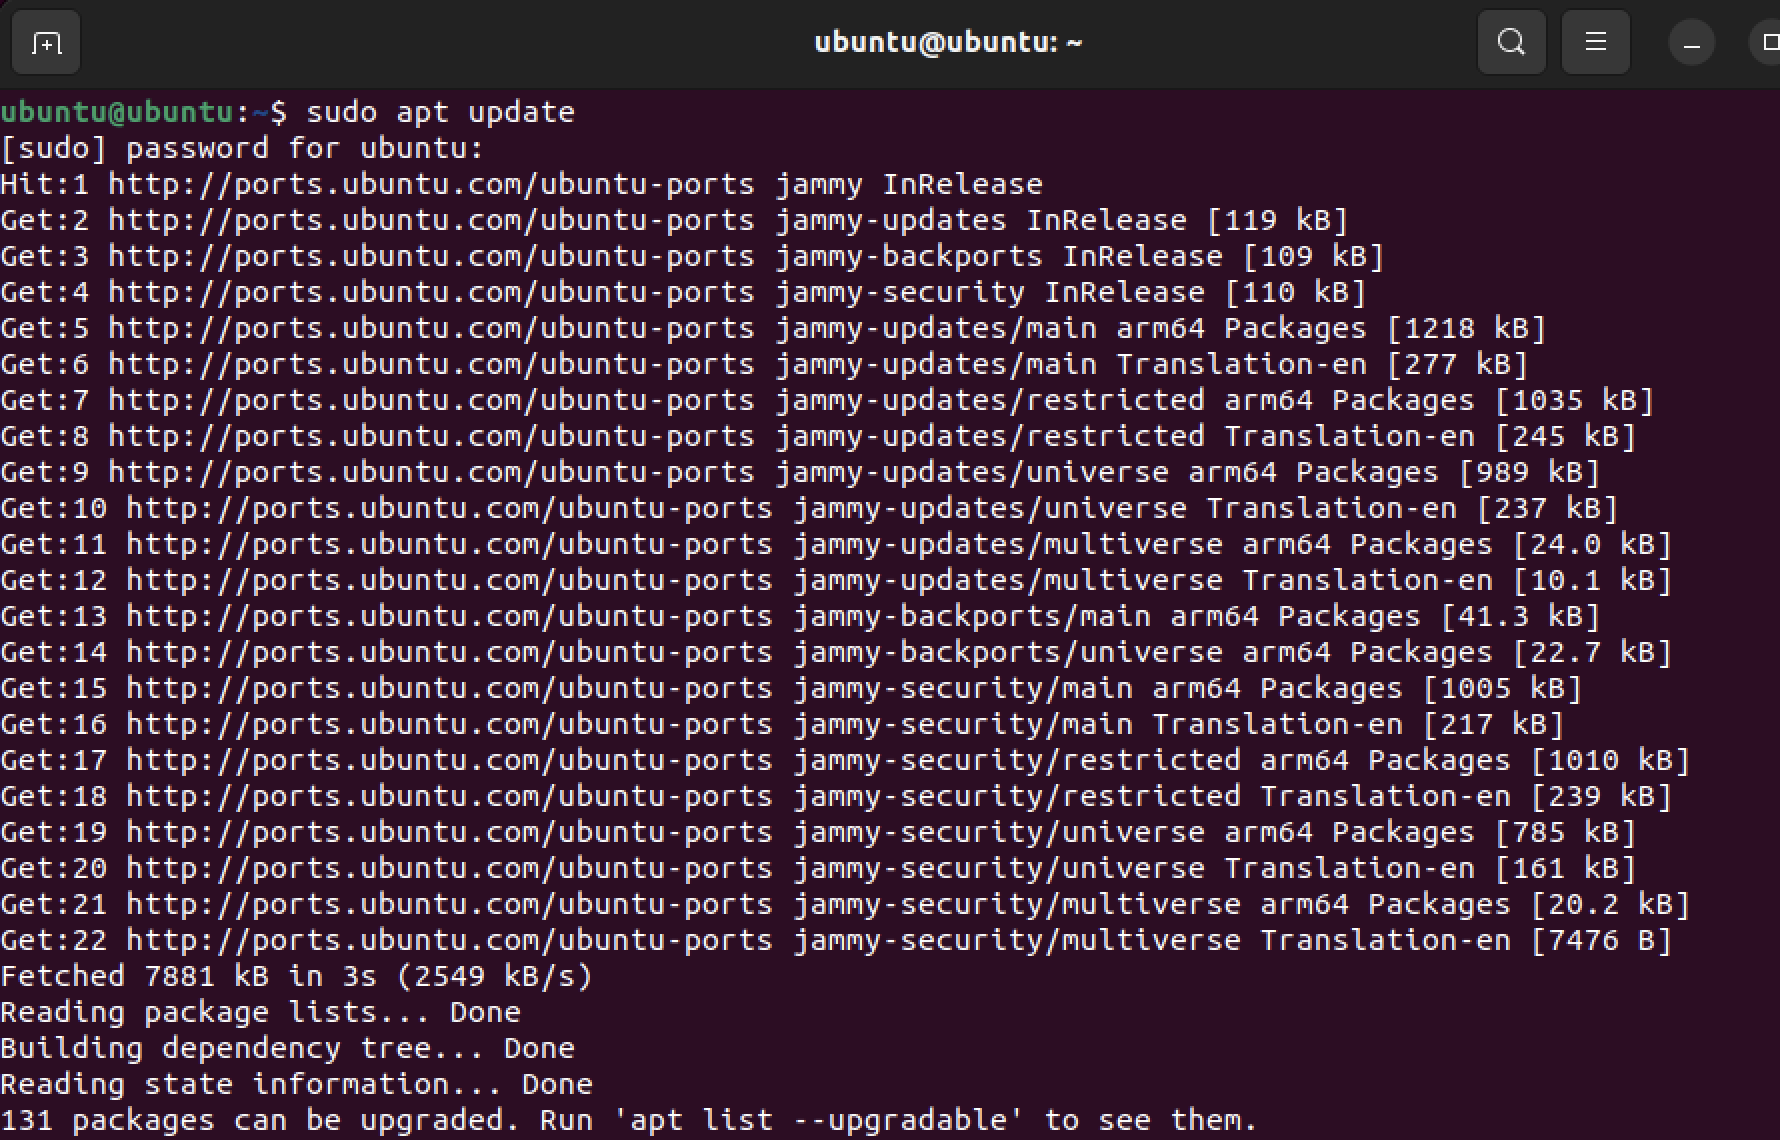 ubuntu@ubuntu: ~
ubuntu@ubuntu:~$ sudo apt update
[sudo] password for ubuntu:
Hit:1 http://ports.ubuntu.com/ubuntu-ports jammy InRelease
Get:2 http://ports.ubuntu.com/ubuntu-ports jammy-updates InRelease [119 kB]
Get:3 http://ports.ubuntu.com/ubuntu-ports jammy-backports InRelease [109 kB]
Get:4 http://ports.ubuntu.com/ubuntu-ports jammy-security InRelease [110 kB]
Get:5 http://ports.ubuntu.com/ubuntu-ports jammy-updates/main arm64 Packages [1218 kB]
Get:6 http://ports.ubuntu.com/ubuntu-ports jammy-updates/main Translation-en [277 kB]
Get:7 http://ports.ubuntu.com/ubuntu-ports jammy-updates/restricted arm64 Packages [1035 kB]
Get:8 http://ports.ubuntu.com/ubuntu-ports jammy-updates/restricted Translation-en [245 kB]
Get:9 http://ports.ubuntu.com/ubuntu-ports jammy-updates/universe arm64 Packages [989 kB]
Get:10 http://ports.ubuntu.com/ubuntu-ports jammy-updates/universe Translation-en [237 kB]
Get:11 http://ports.ubuntu.com/ubuntu-ports jammy-updates/multiverse arm64 Packages [24.0 kB]
Get:12 http://ports.ubuntu.com/ubuntu-ports jammy-updates/multiverse Translation-en [10.1 kB]
Get:13 http://ports.ubuntu.com/ubuntu-ports jammy-backports/main arm64 Packages [41.3 kB]
Get:14 http://ports.ubuntu.com/ubuntu-ports jammy-backports/universe arm64 Packages [22.7 kB]
Get:15 http://ports.ubuntu.com/ubuntu-ports jammy-security/main arm64 Packages [1005 kB]
Get:16 http://ports.ubuntu.com/ubuntu-ports jammy-security/main Translation-en [217 kB]
Get:17 http://ports.ubuntu.com/ubuntu-ports jammy-security/restricted arm64 Packages [1010 kB]
Get:18 http://ports.ubuntu.com/ubuntu-ports jammy-security/restricted Translation-en [239 kB]
Get:19 http://ports.ubuntu.com/ubuntu-ports jammy-security/universe arm64 Packages [785 kB]
Get:20 http://ports.ubuntu.com/ubuntu-ports jammy-security/universe Translation-en [161 kB]
Get:21 http://ports.ubuntu.com/ubuntu-ports jammy-security/multiverse arm64 Packages [20.2 kB]
Get:22 http://ports.ubuntu.com/ubuntu-ports jammy-security/multiverse Translation-en [7476 B]
Fetched 7881 kB in 3s (2549 kB/s)
Reading package lists... Done
Building dependency tree... Done
Reading state information... Done
131 packages can be upgraded. Run 'apt list --upgradable' to see them.